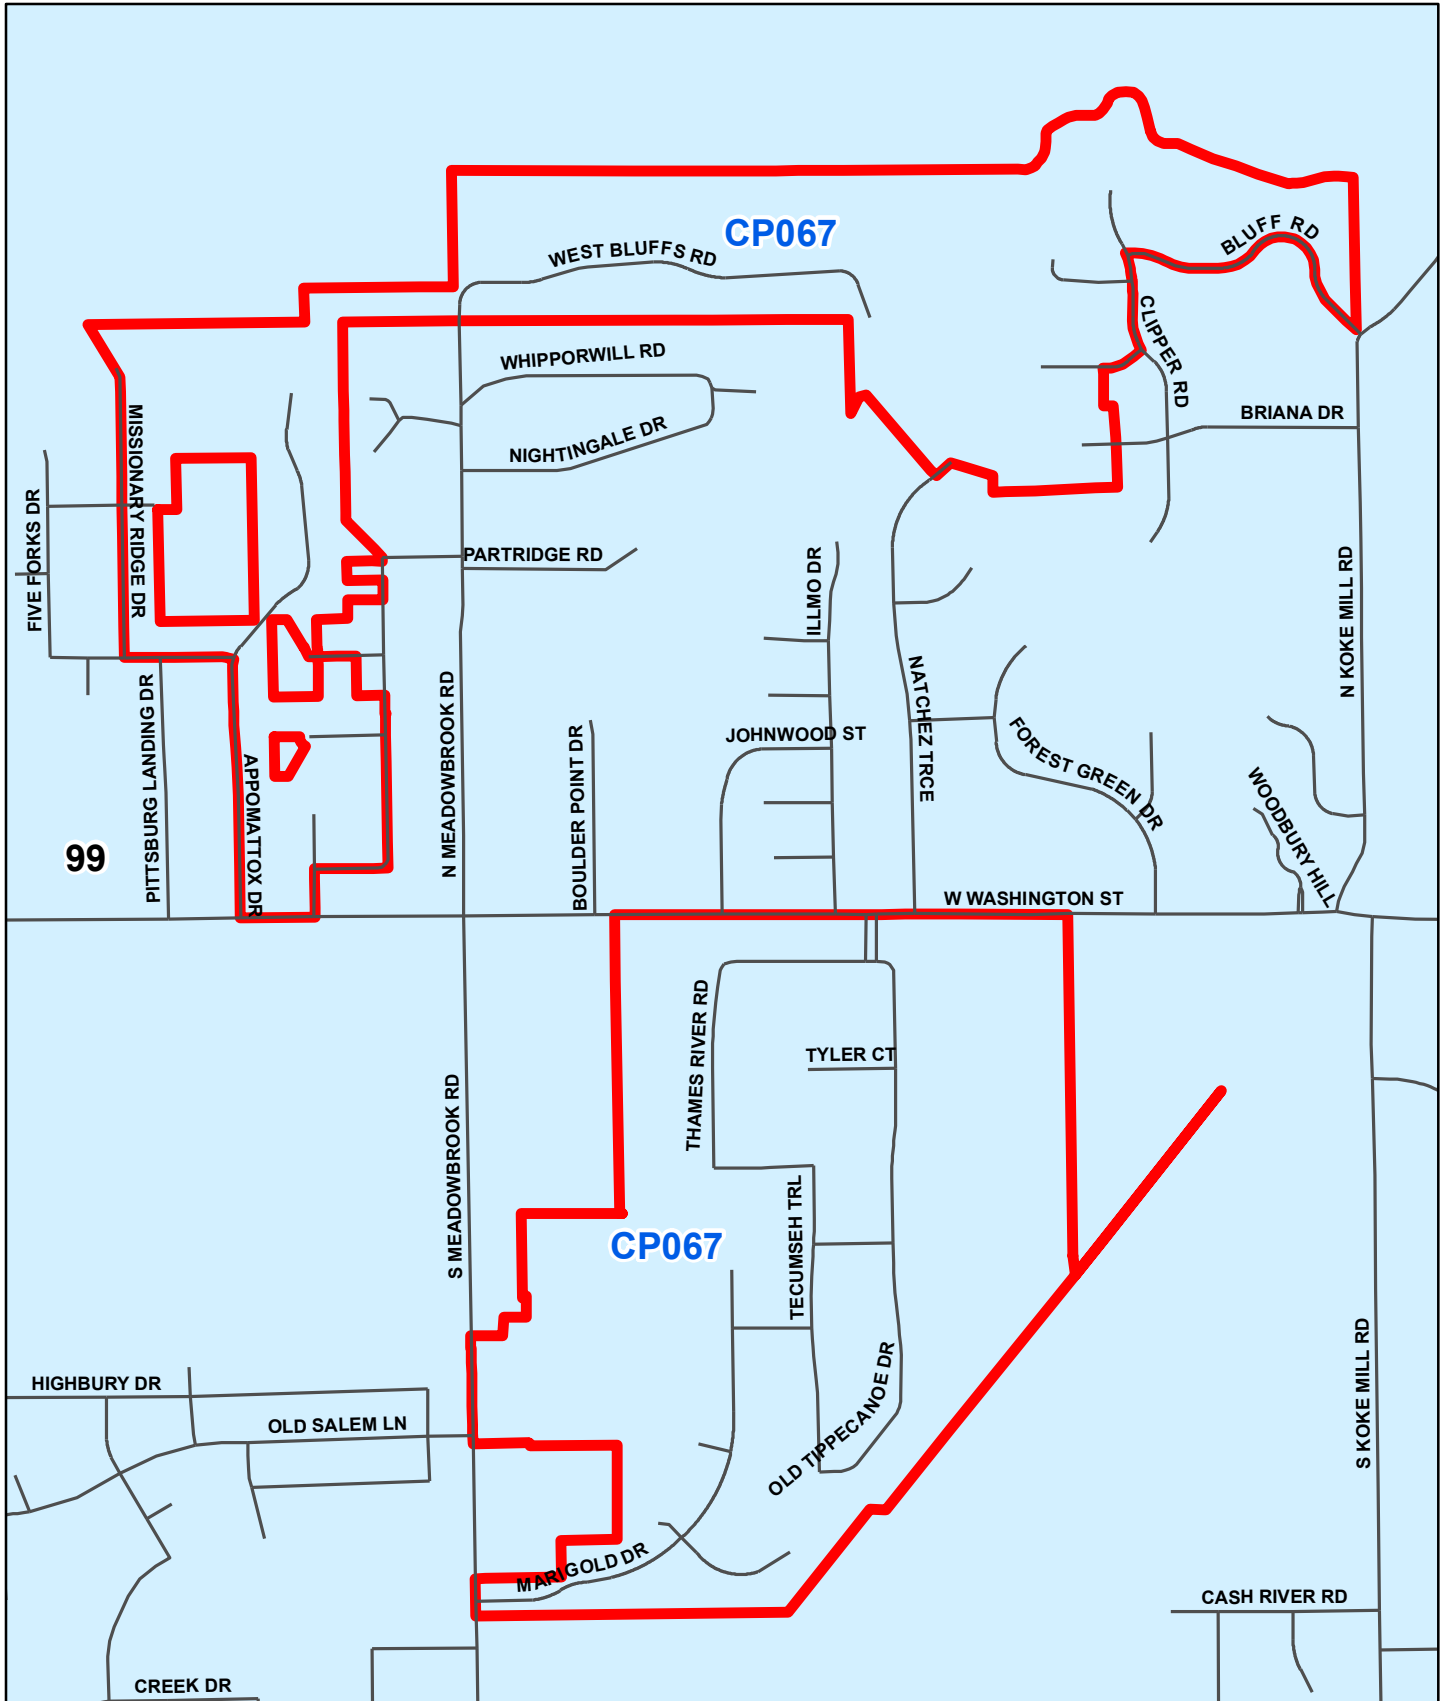 CP067
BLUFF RD
WEST BLUFFS RD
CLIPPER RD
WHIPPORWILL RD
BRIANA DR
MISSIONARY RIDGE DR
NIGHTINGALE DR
FIVE FORKS DR
PARTRIDGE RD
ILLMO DR
N KOKE MILL RD
NATCHEZ TRCE
N MEADOWBROOK RD
PITTSBURG LANDING DR
JOHNWOOD ST
FOREST GREEN DR
BOULDER POINT DR
APPOMATTOX DR
WOODBURY HILL
99
W WASHINGTON ST
THAMES RIVER RD
TYLER CT
S MEADOWBROOK RD
TECUMSEH TRL
CP067
OLD TIPPECANOE DR
S KOKE MILL RD
HIGHBURY DR
OLD SALEM LN
MARIGOLD DR
CASH RIVER RD
CREEK DR